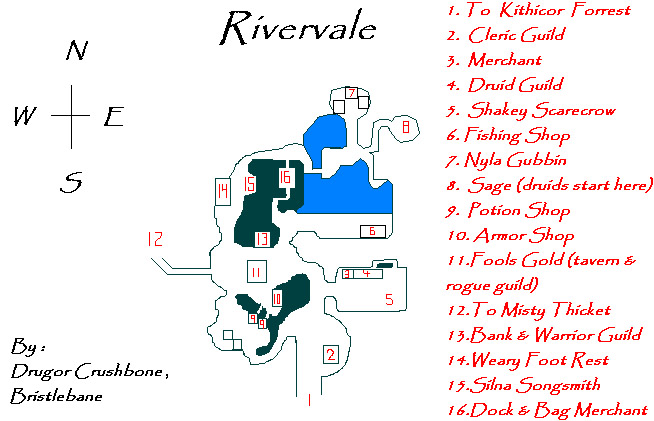 Rivervale
N
W E
S
1. To Kithicor Forrest
2. Cleric Guild
3. Merchant
4. Druid Guild
5. Shakey Scarecrow
6. Fishing Shop
7. Nyla Gubbin
8. Sage (druids start here)
9. Potion Shop
10. Armor Shop
11. Fools Gold (tavern &
rogue guild)
12. To Misty Thicket
13. Bank & Warrior Guild
14. Weary Foot Rest
15. Silna Songsmith
16. Dock & Bag Merchant
7
8
14
15
16
6
13
12
11
3
4
5
10
9
9
2
1
By :
Drugor Crushbone,
Bristlebane